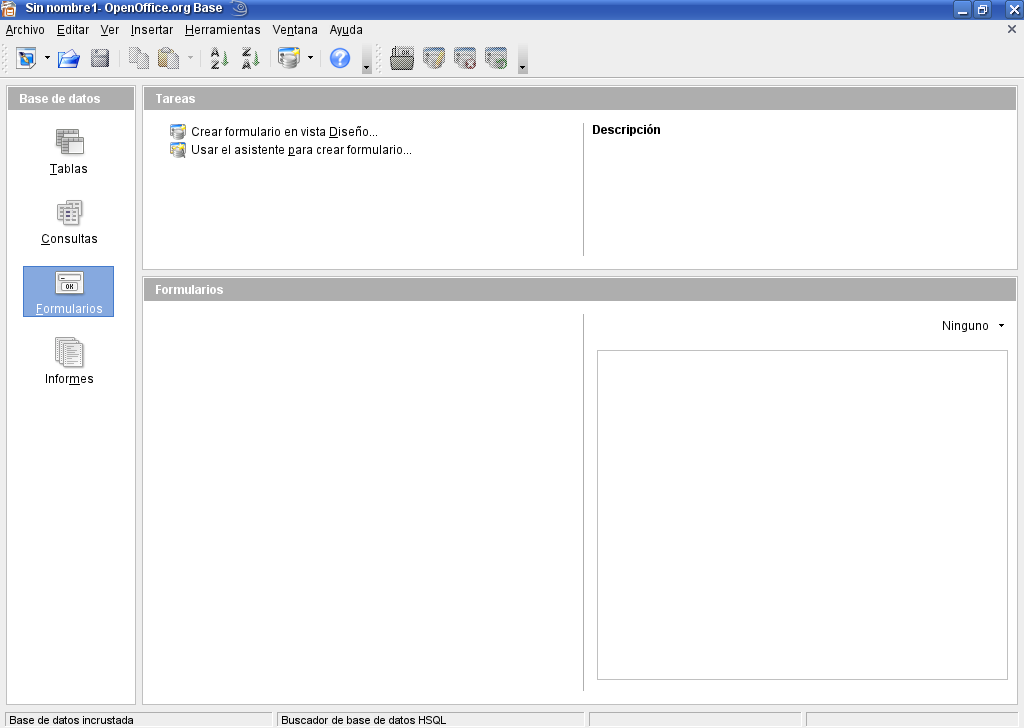 Sin nombre1- OpenOffice.org Base
Archivo Editar Ver Insertar Herramientas Ventana Ayuda
Base de datos
Tablas
Consultas
OK
Formularios
Informes
Tareas
Crear formulario en vista Diseño...
Usar el asistente para crear formulario...
Descripción
Formularios
Ninguno
Base de datos incrustada
Buscador de base de datos HSQL